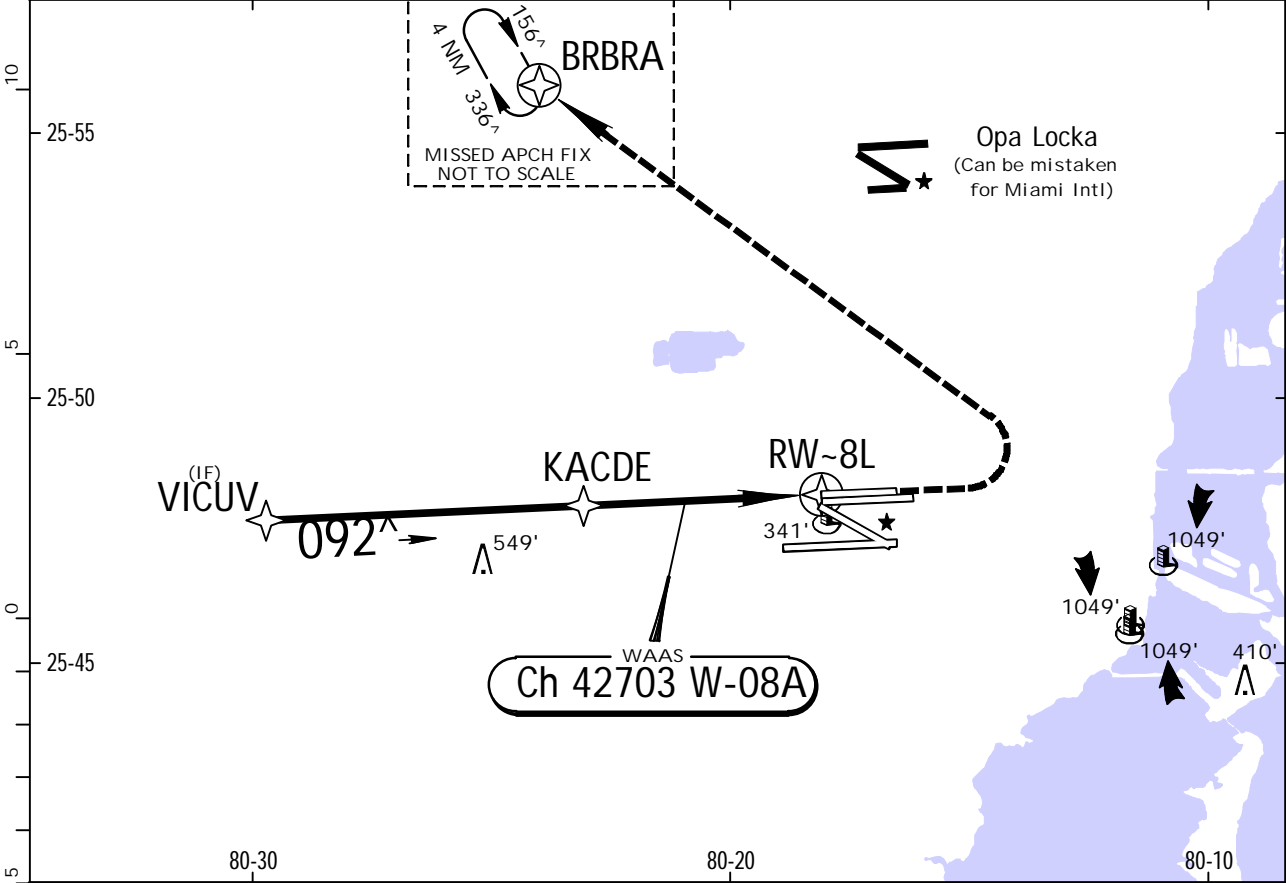 156^
4 NM
336^
BRBRA
MISSED APCH FIX
NOT TO SCALE
10
25-55
Opa Locka
(Can be mistaken
for Miami Intl)
5
25-50
(IF)
VICUV
KACDE
RW~8L
092^
549'
341'
1049'
1049'
1049'
410'
0
25-45
WAAS
Ch 42703 W-08A
5
80-30
80-20
80-10